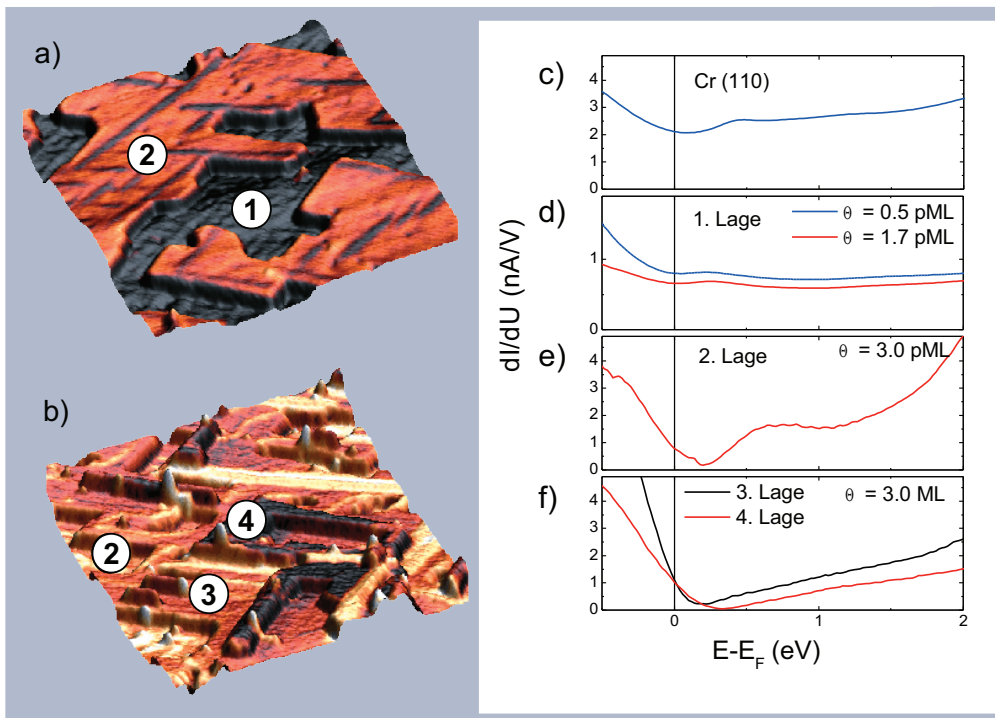 a)
2
1
b)
4
2
3
c)
Cr (110)
4
3
2
1
0
d)
1. Lage
θ = 0.5 pML
θ = 1.7 pML
1
0
e)
2. Lage
θ = 3.0 pML
4
3
2
1
0
f)
3. Lage
4. Lage
θ = 3.0 ML
4
3
2
1
0
0 1 2
dI/dU (nA/V)
E-E_F (eV)